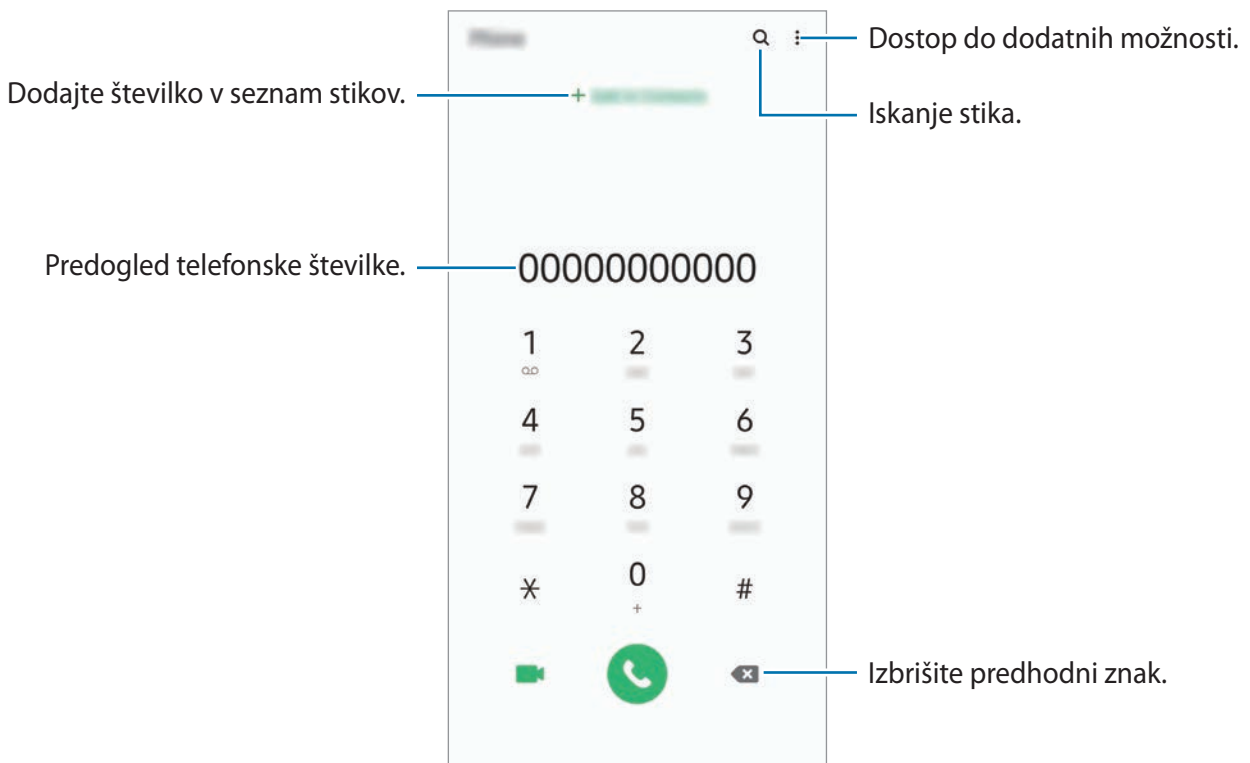 Dostop do dodatnih možnosti.
Dodajte številko v seznam stikov.
+
Iskanje stika.
Predogled telefonske številke.
00000000000
1 2 3
4 5 6
7 8 9
* 0 #
+
Izbrišite predhodni znak.